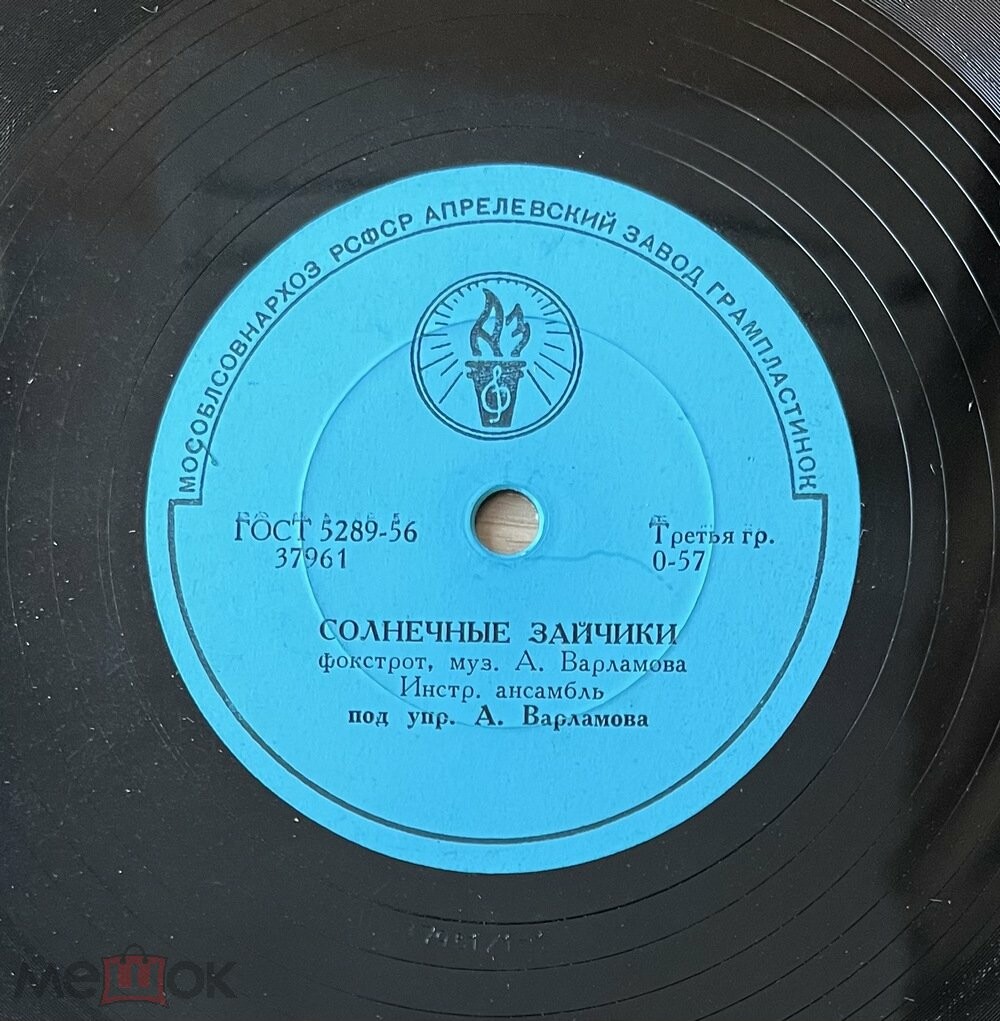 МОСОБЛСОВНАРХОЗ РСФСР АПРЕЛЕВСКИЙ ЗАВОД ГРАМПЛАСТИНОК
АЗ
ГОСТ 5289-56
37961
Третья гр.
0-57
СОЛНЕЧНЫЕ ЗАЙЧИКИ
фокстрот, муз. А. Варламова
Инстр. ансамбль
под упр. А. Варламова
мешок